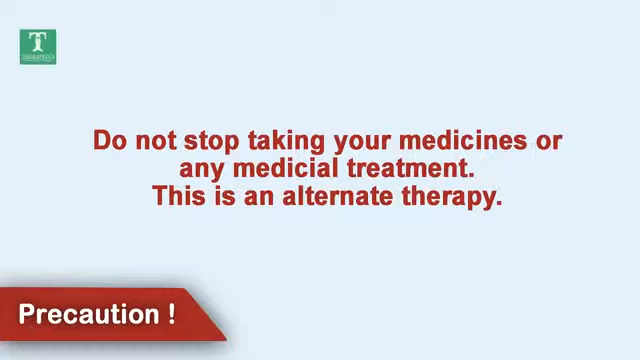 T
Do not stop taking your medicines or
any medicial treatment.
This is an alternate therapy.
Precaution !